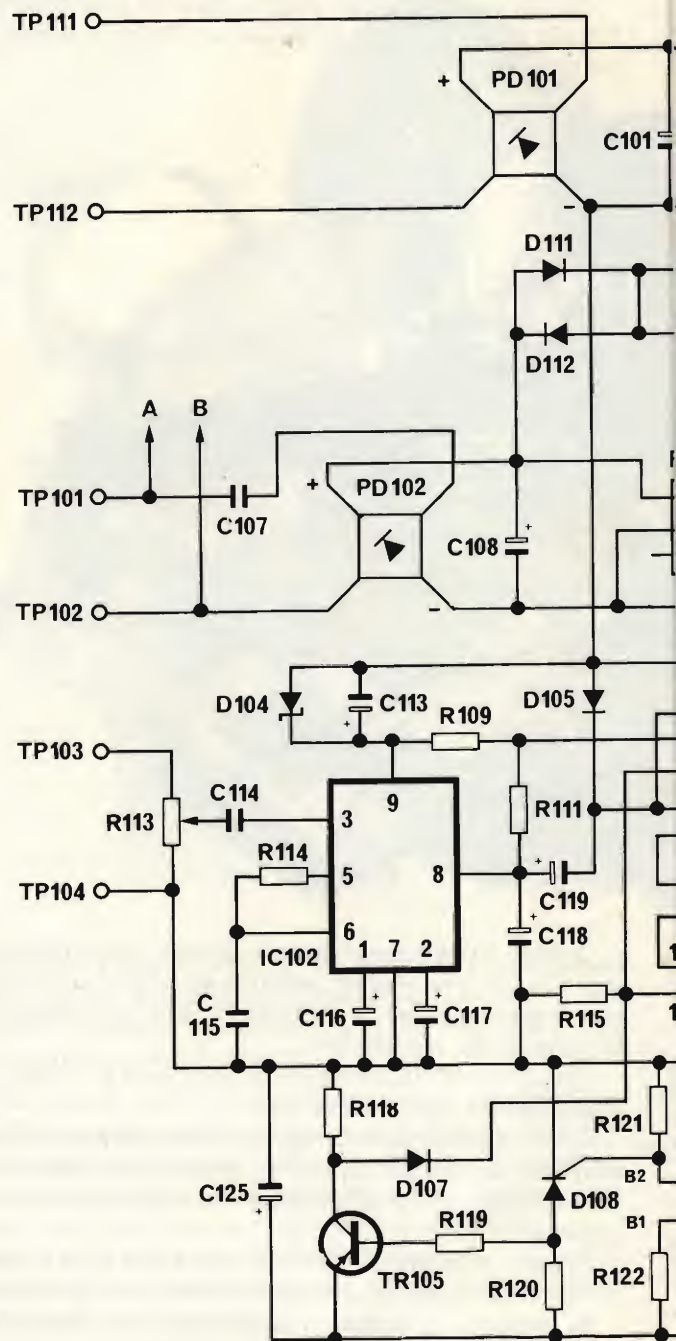 TP111
PD101
+
C101
TP112
-
D111
D112
A B
TP101
C107
+
PD102
C108
+
TP102
-
D104
C113
+
D105
R109
TP103
C114
R113
3
9
R111
R114
5
8
+
C119
TP104
6
IC102
1 7 2
+
C118
C
115
C116
+
+
C117
R115
1
1
R118
R121
D107
B2
D108
C125
+
R119
B1
TR105
R120
R122